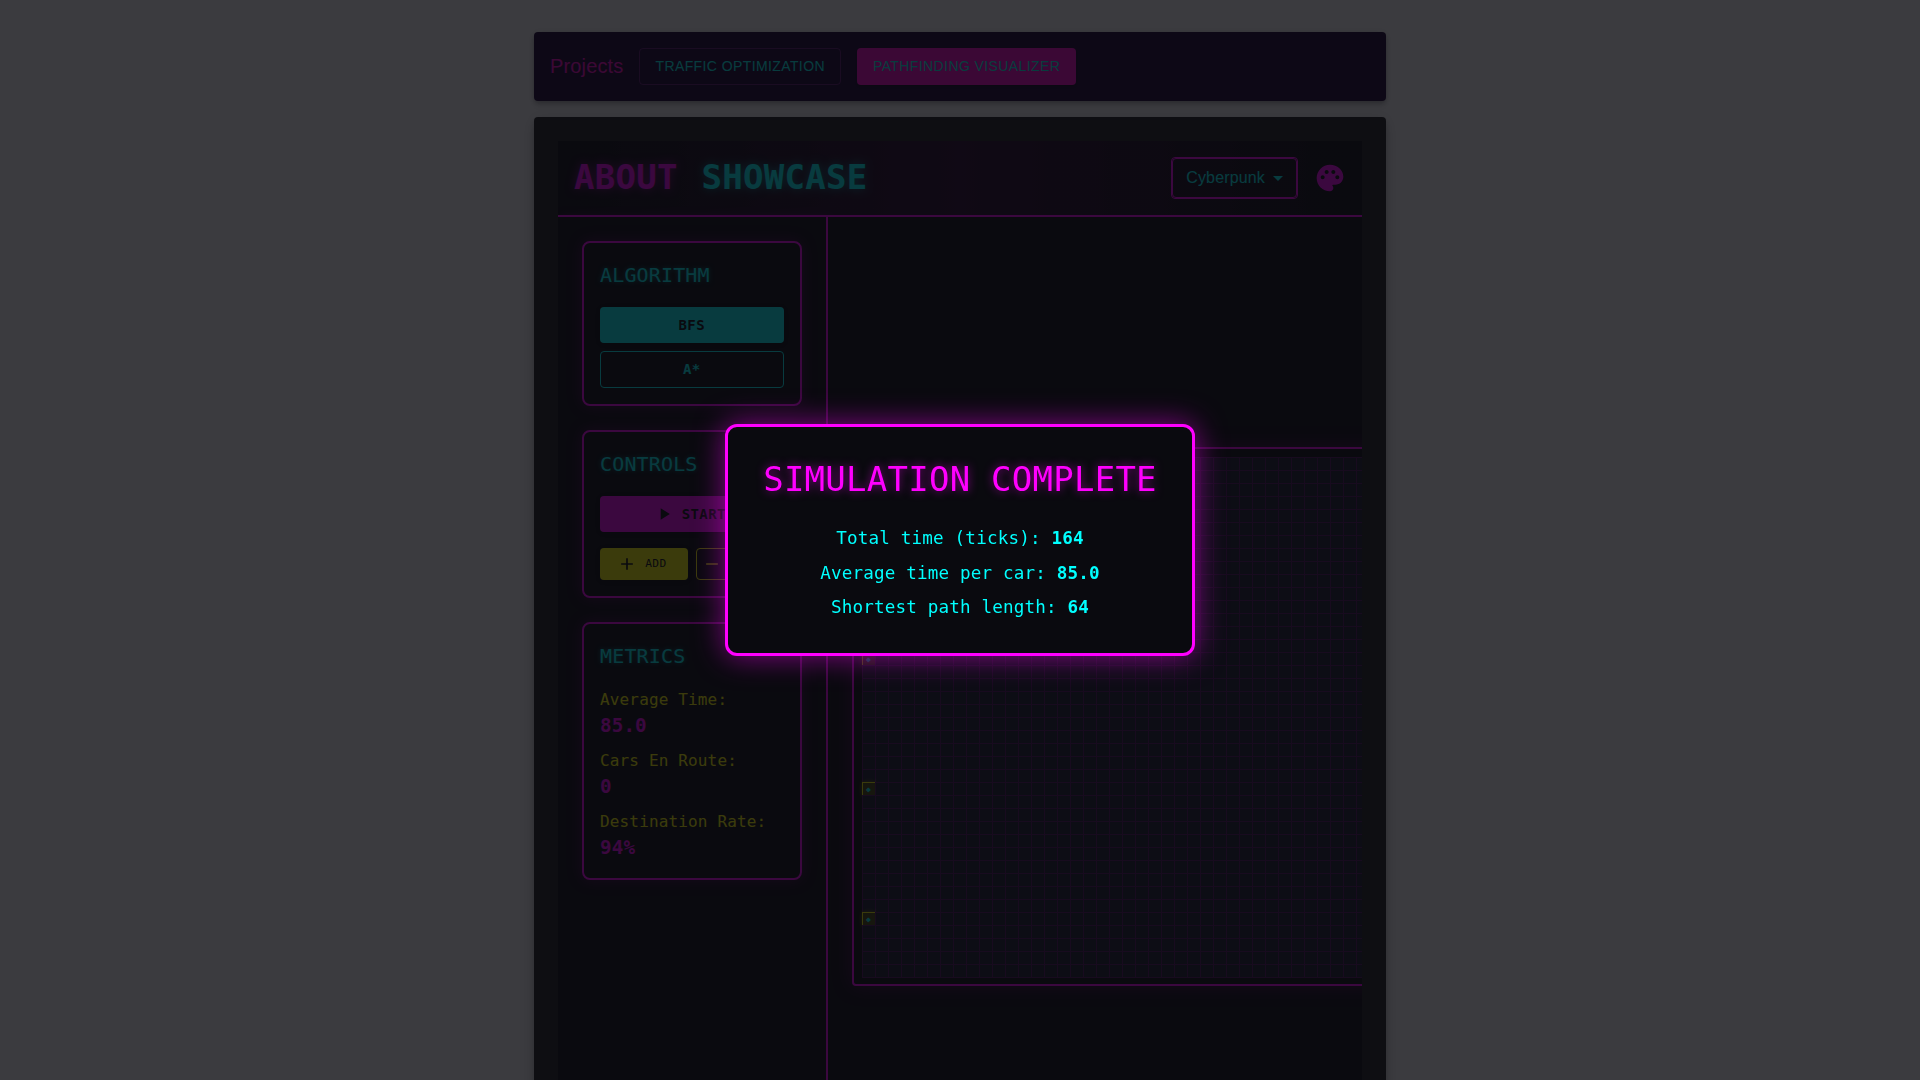 Projects TRAFFIC OPTIMIZATION PATHFINDING VISUALIZER
ABOUT SHOWCASE
Cyberpunk
ALGORITHM
BFS
A*
CONTROLS
START
ADD
METRICS
Average Time:
85.0
Cars En Route:
0
Destination Rate:
94%
SIMULATION COMPLETE
Total time (ticks): 164
Average time per car: 85.0
Shortest path length: 64